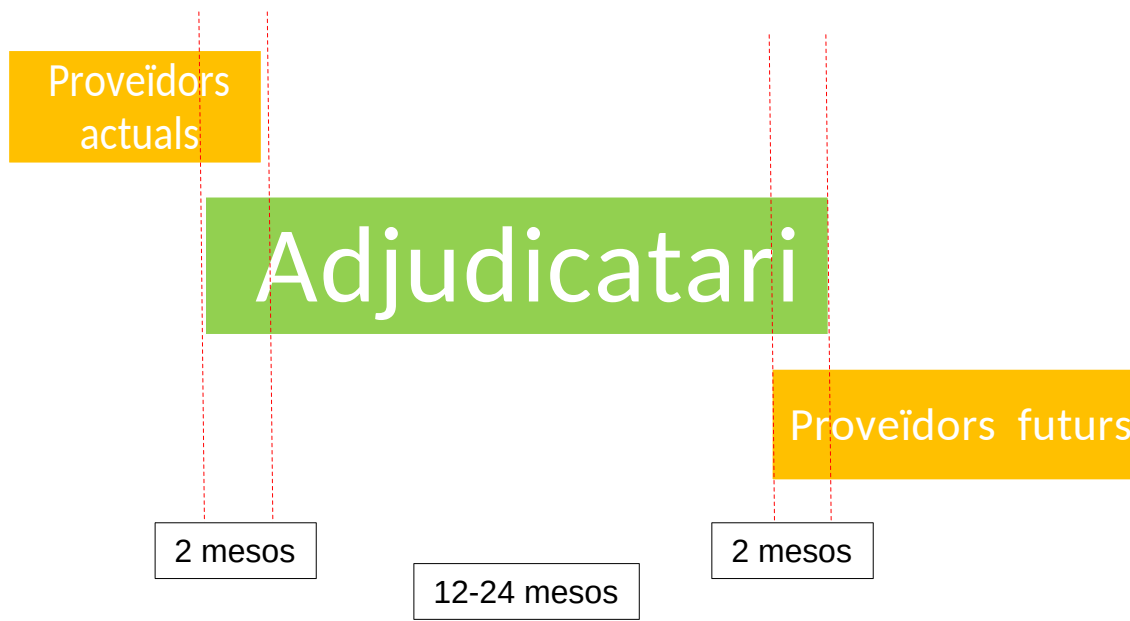 Proveïdors
actuals
Adjudicatari
Proveïdors futurs
2 mesos
2 mesos
12-24 mesos